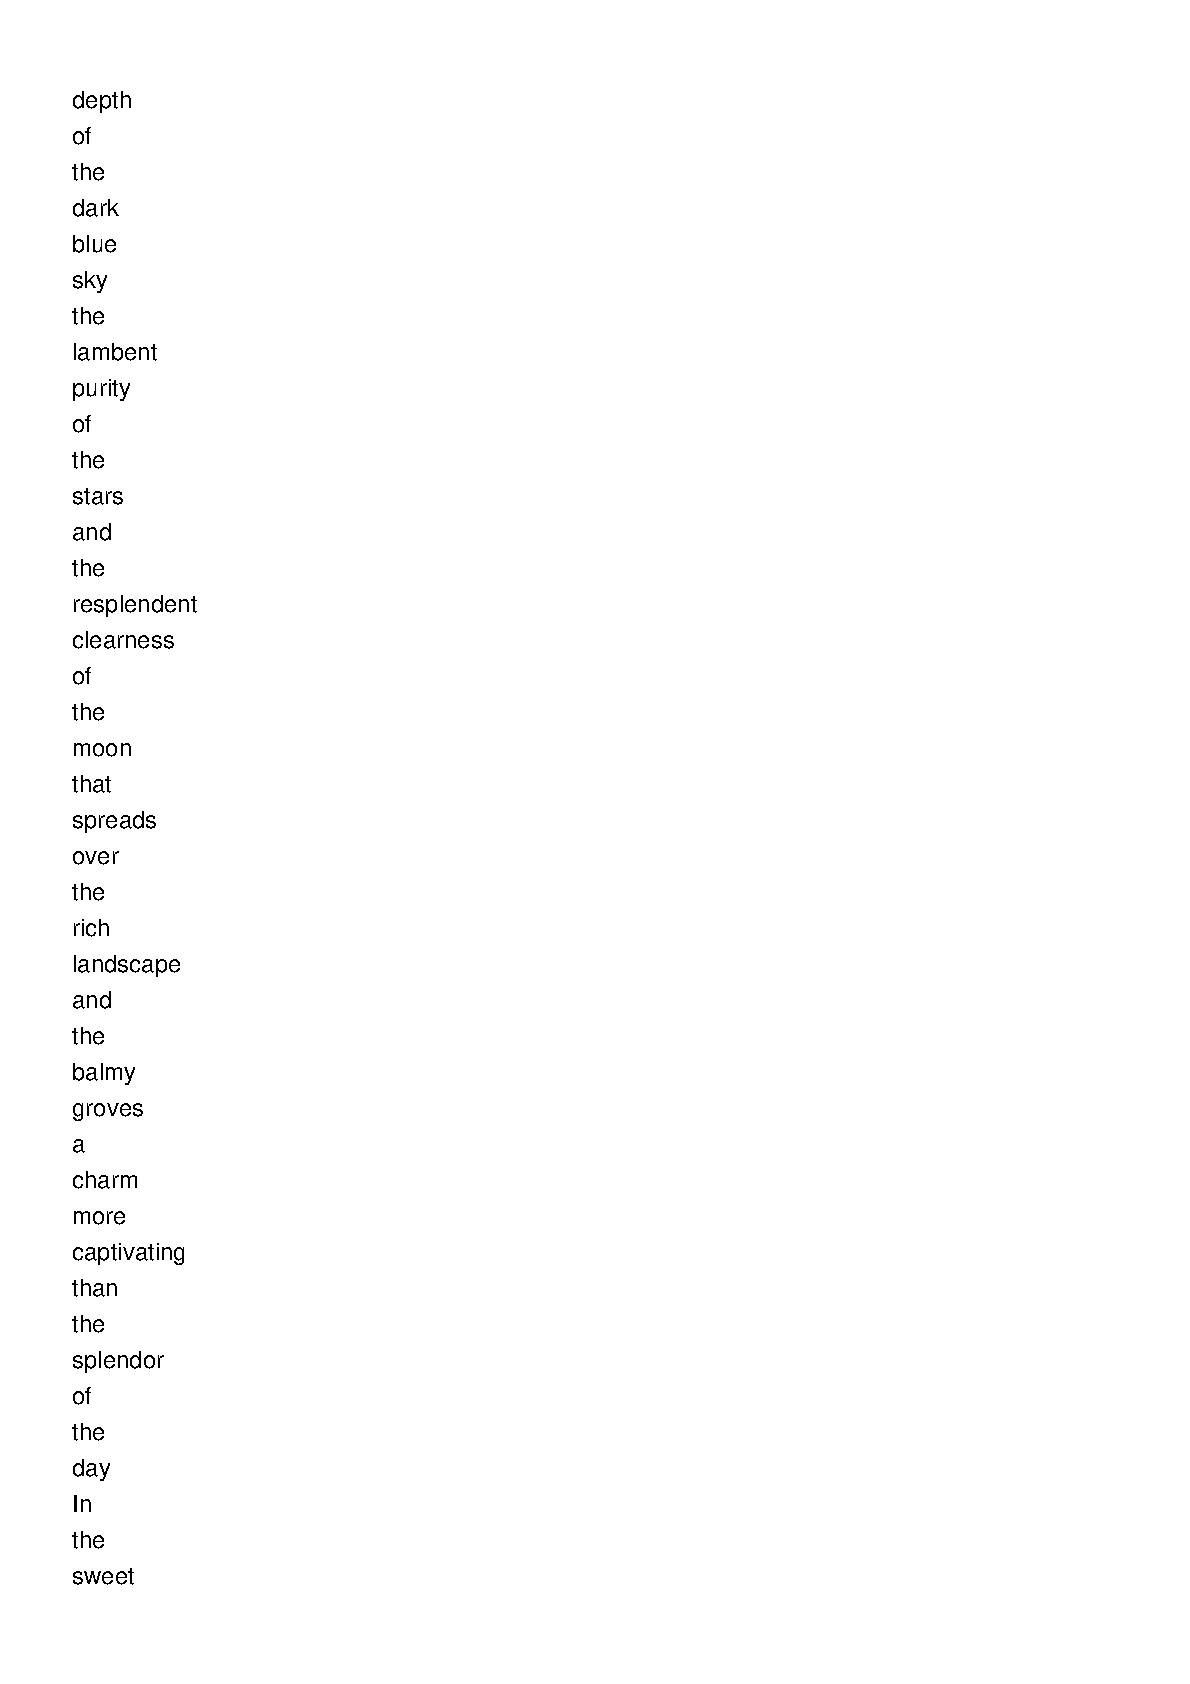 depth
of
the
dark
blue
sky
the
lambent
purity
of
the
stars
and
the
resplendent
clearness
of
the
moon
that
spreads
over
the
rich
landscape
and
the
balmy
groves
a
charm
more
captivating
than
the
splendor
of
the
day
In
the
sweet